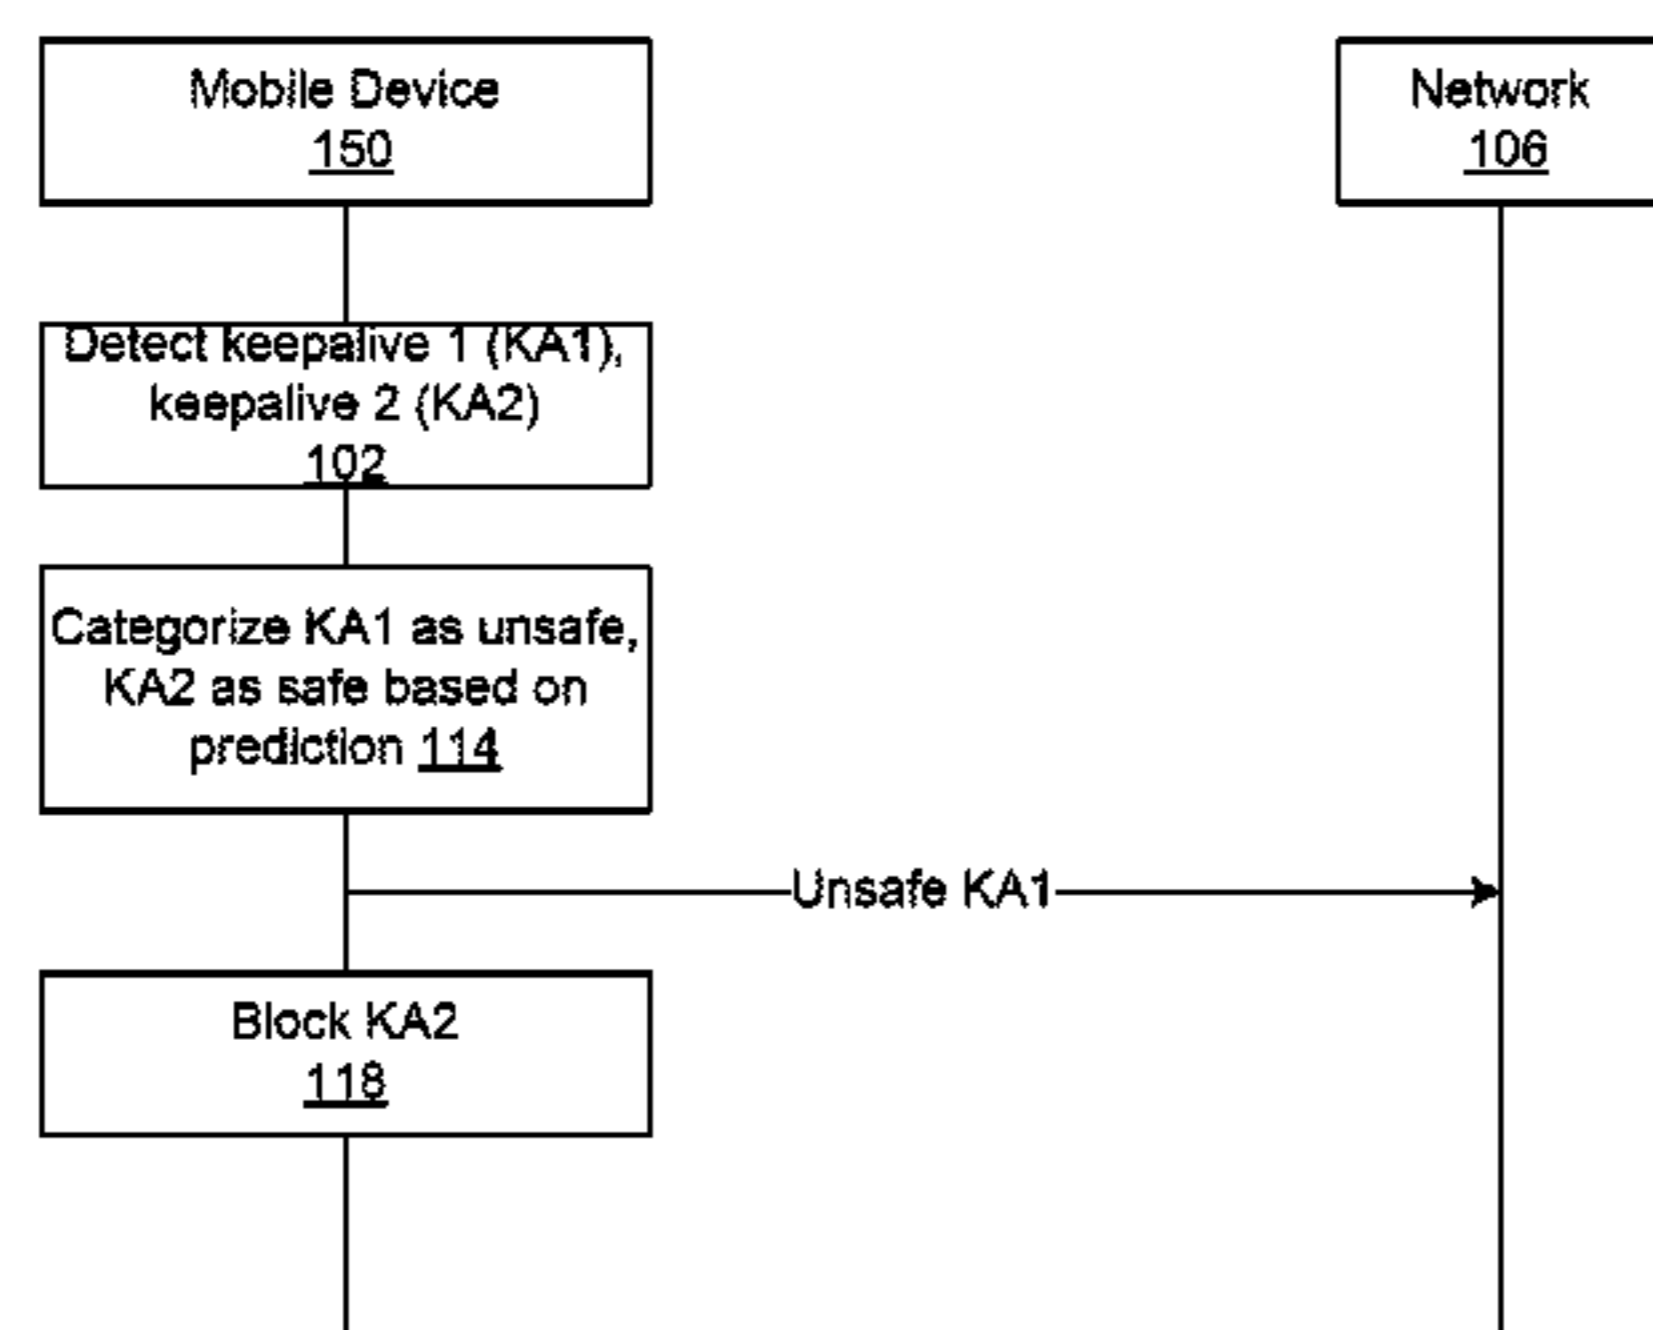 Mobile Device
150
Network
106
Detect keepalive 1 (KA1),
keepalive 2 (KA2)
102
Categorize KA1 as unsafe,
KA2 as safe based on
prediction 114
Unsafe KA1
Block KA2
118